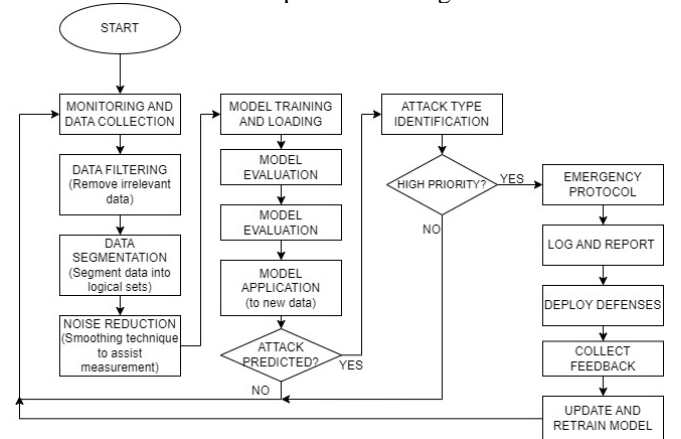 START
MONITORING AND
DATA COLLECTION
DATA FILTERING
(Remove irrelevant
data)
DATA
SEGMENTATION
(Segment data into
logical sets)
NOISE REDUCTION
(Smoothing technique
to assist
measurement)
MODEL TRAINING
AND LOADING
MODEL
EVALUATION
MODEL
EVALUATION
MODEL
APPLICATION
(to new data)
ATTACK
PREDICTED?
YES
NO
ATTACK TYPE
IDENTIFICATION
HIGH PRIORITY?
YES
NO
EMERGENCY
PROTOCOL
LOG AND REPORT
DEPLOY DEFENSES
COLLECT
FEEDBACK
UPDATE AND
RETRAIN MODEL